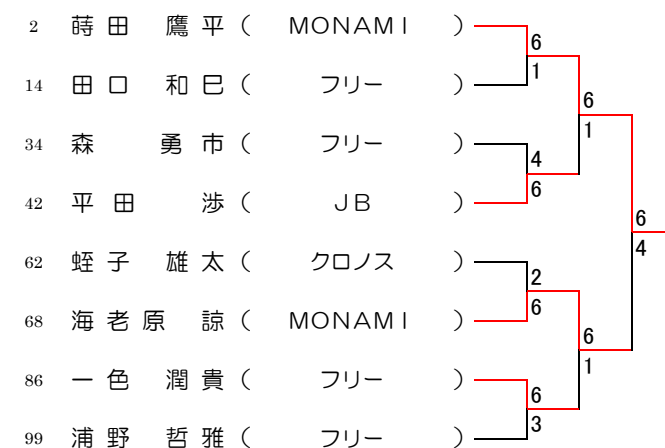 2 蒔田 鷹平 ( MONAMI )
6
14 田口 和巳 ( フリー )
1
6
34 森 勇市 ( フリー )
1
4
42 平田 渉 ( JB )
6
6
62 蛭子 雄太 ( クロノス )
4
2
68 海老原 諒 ( MONAMI )
6
6
86 一色 潤貴 ( フリー )
1
6
99 浦野 哲雅 ( フリー )
3